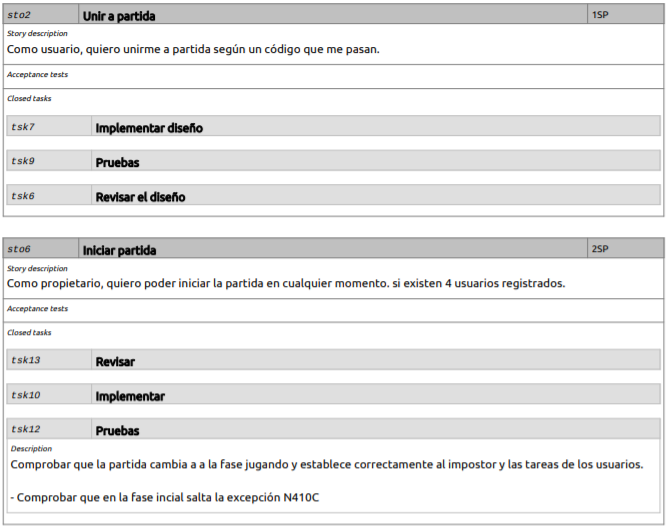 sto2 Unir a partida 1SP
Story description
Como usuario, quiero unirme a partida según un código que me pasan.
Acceptance tests
Closed tasks
tsk7 Implementar diseño
tsk9 Pruebas
tsk6 Revisar el diseño
sto6 Iniciar partida 2SP
Story description
Como propietario, quiero poder iniciar la partida en cualquier momento. si existen 4 usuarios registrados.
Acceptance tests
Closed tasks
tsk13 Revisar
tsk10 Implementar
tsk12 Pruebas
Description
Comprobar que la partida cambia a a la fase jugando y establece correctamente al impostor y las tareas de los usuarios.
- Comprobar que en la fase incial salta la excepción N410C